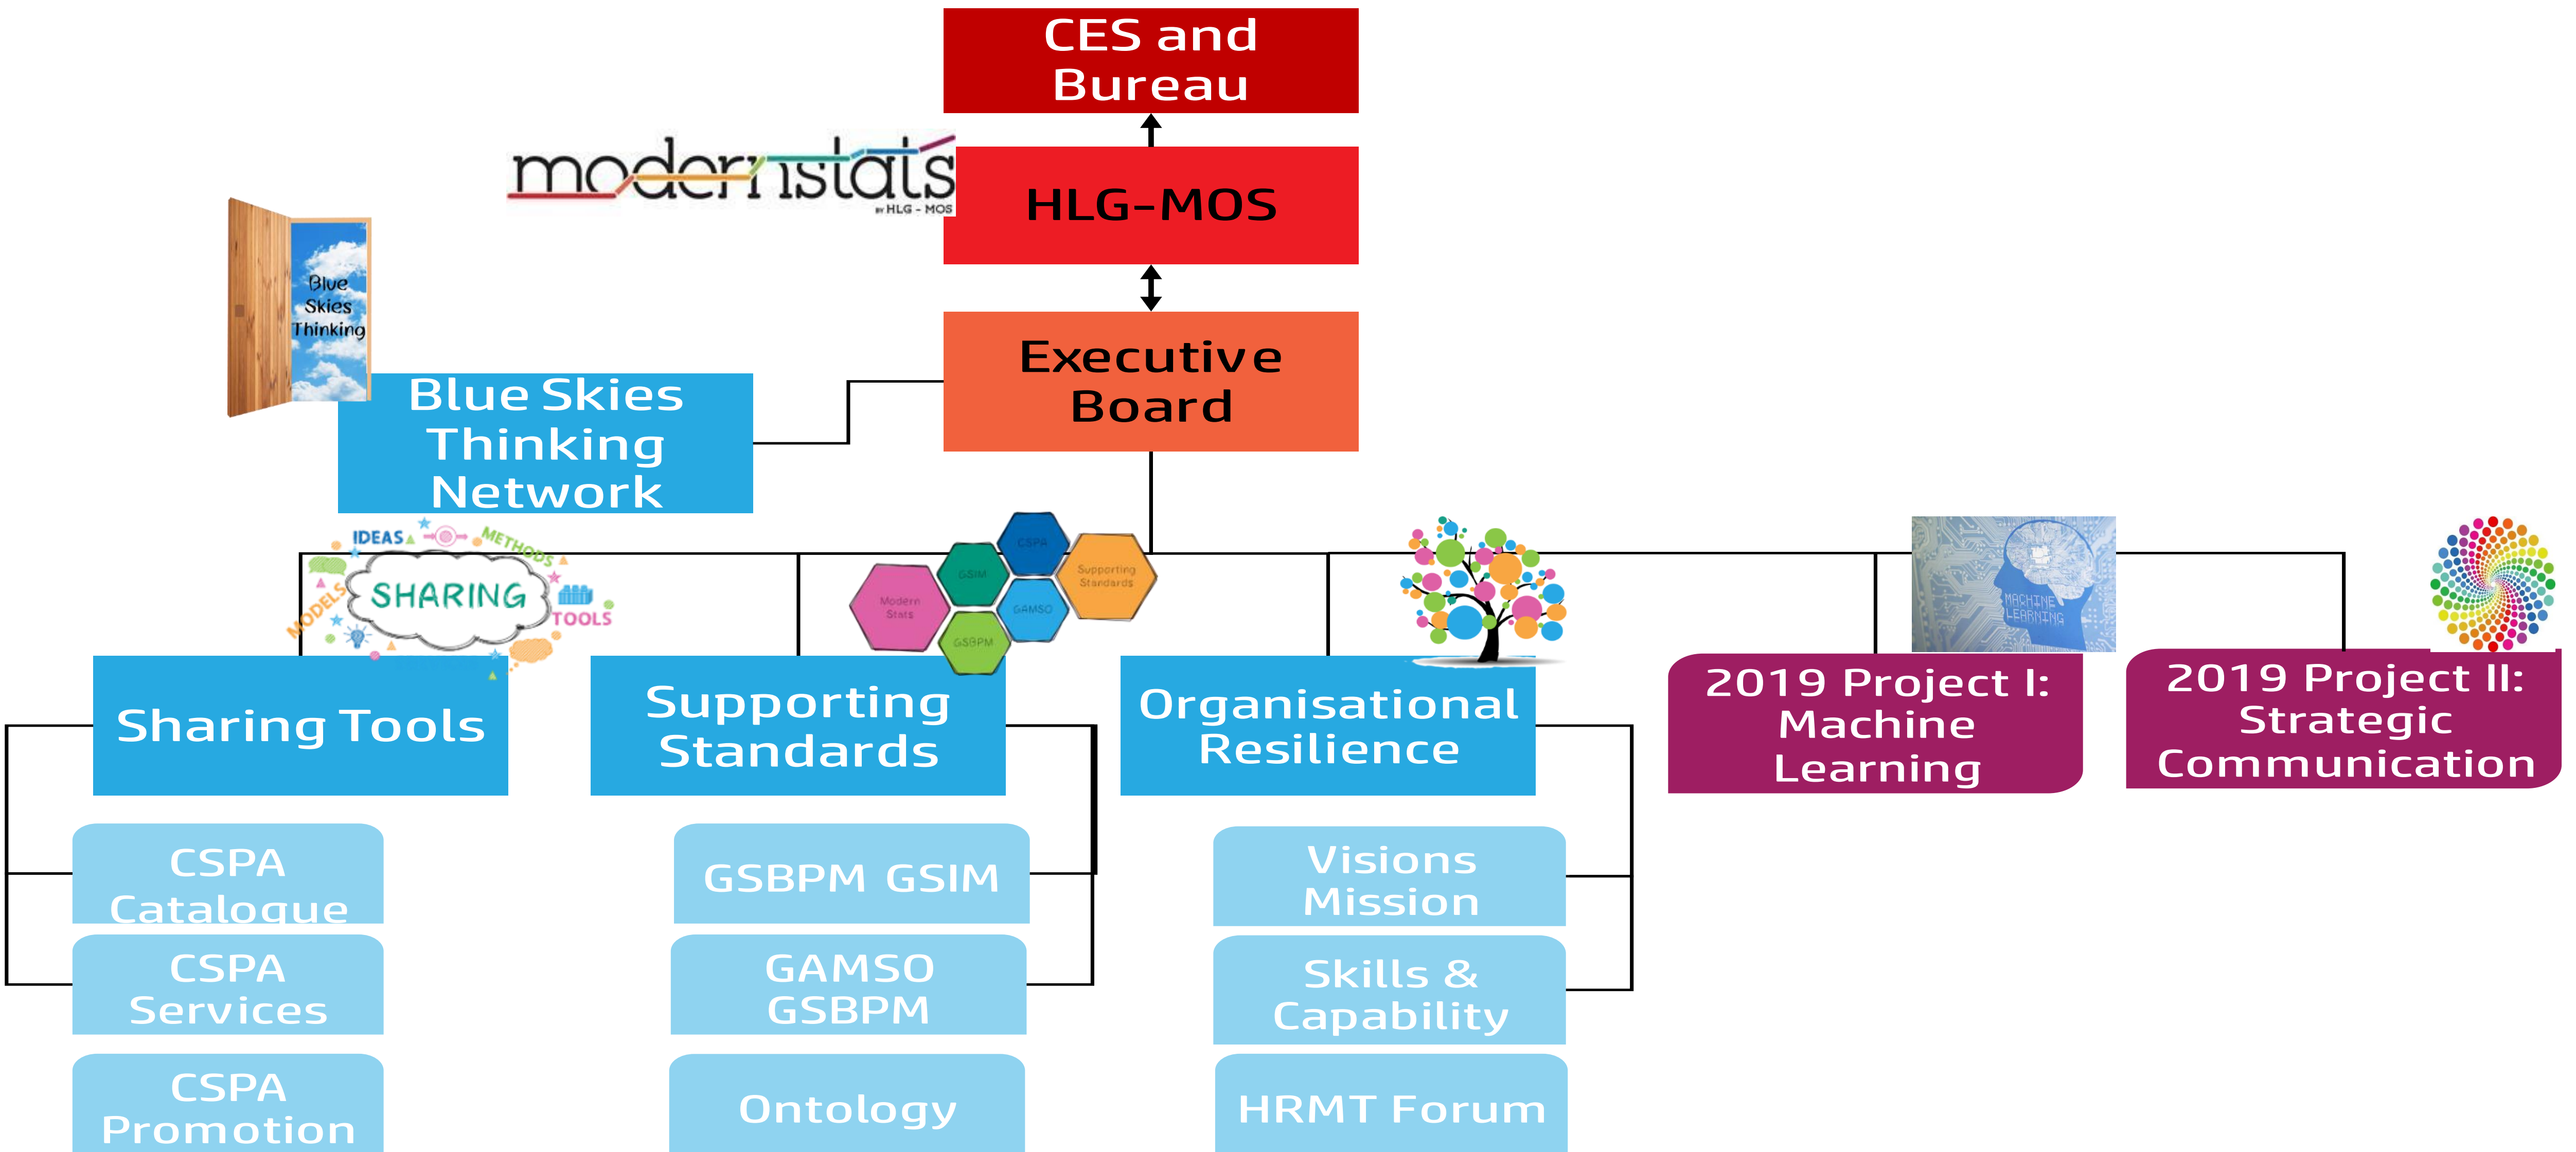 CES and
Bureau
modernstats
BY HLG - MOS
HLG-MOS
Blue
Skies
Thinking
Executive
Board
Blue Skies
Thinking
Network
IDEAS
METHODS
MODELS
SHARING
TOOLS
CSPA
GSIM
Supporting
Standards
Modern
Stats
GAMSO
GSBPM
MACHINE
LEARNING
Sharing Tools
Supporting
Standards
Organisational
Resilience
2019 Project I:
Machine
Learning
2019 Project II:
Strategic
Communication
CSPA
Catalogue
GSBPM GSIM
Visions
Mission
CSPA
Services
GAMSO
GSBPM
Skills &
Capability
CSPA
Promotion
Ontology
HRMT Forum